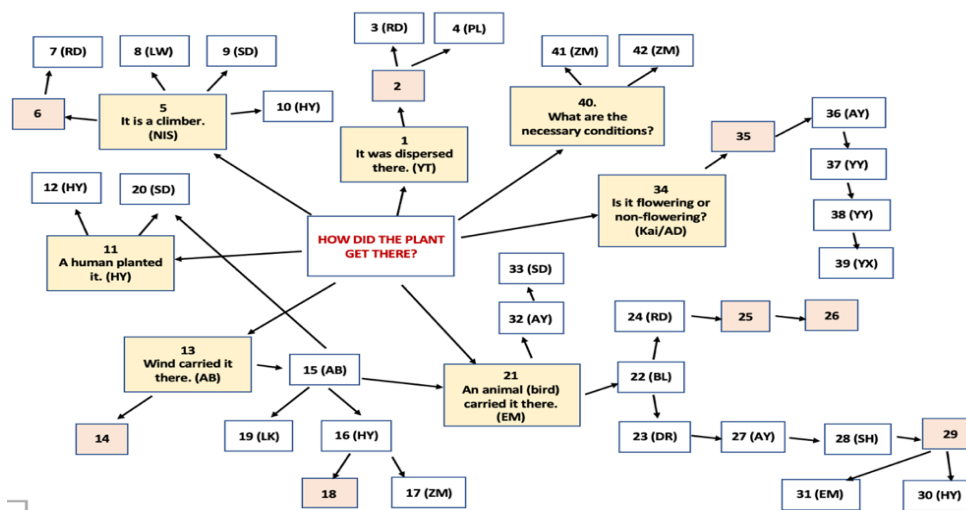 3 (RD)
4 (PL)
7 (RD)
8 (LW)
9 (SD)
41 (ZM)
42 (ZM)
2
6
5
It is a climber.
(NIS)
10 (HY)
40.
What are the
necessary conditions?
36 (AY)
35
1
It was dispersed
there. (YT)
37 (YY)
12 (HY)
20 (SD)
34
Is it flowering or
non-flowering?
(Kai/AD)
38 (YY)
HOW DID THE PLANT
GET THERE?
11
A human planted
it. (HY)
39 (YX)
33 (SD)
32 (AY)
24 (RD)
25
26
13
Wind carried it
there. (AB)
15 (AB)
21
An animal (bird)
carried it there.
(EM)
22 (BL)
14
19 (LK)
16 (HY)
23 (DR)
27 (AY)
28 (SH)
29
18
17 (ZM)
31 (EM)
30 (HY)